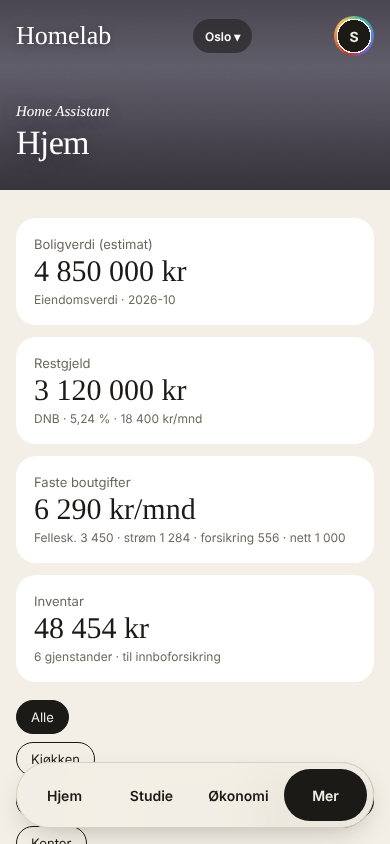 Homelab
Oslo ▾
S
Home Assistant
Hjem
Boligverdi (estimat)
4 850 000 kr
Eiendomsverdi · 2026-10
Restgjeld
3 120 000 kr
DNB · 5,24 % · 18 400 kr/mnd
Faste boutgifter
6 290 kr/mnd
Fellesk. 3 450 · strøm 1 284 · forsikring 556 · nett 1 000
Inventar
48 454 kr
6 gjenstander · til innboforsikring
Alle
Kjøkken
Hjem Studie Økonomi Mer
Kontor